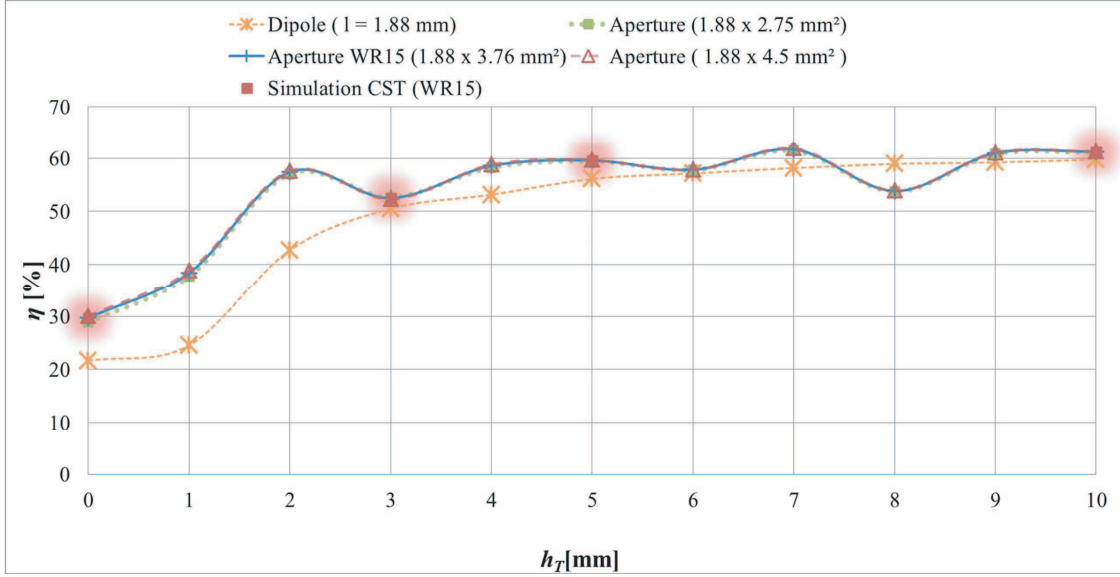 Dipole ( l = 1.88 mm) Aperture (1.88 x 2.75 mm²)
Aperture WR15 (1.88 x 3.76 mm²) Aperture ( 1.88 x 4.5 mm² )
Simulation CST (WR15)
70
60
50
40
30
20
10
0
η [%]
0 1 2 3 4 5 6 7 8 9 10
h_T[mm]